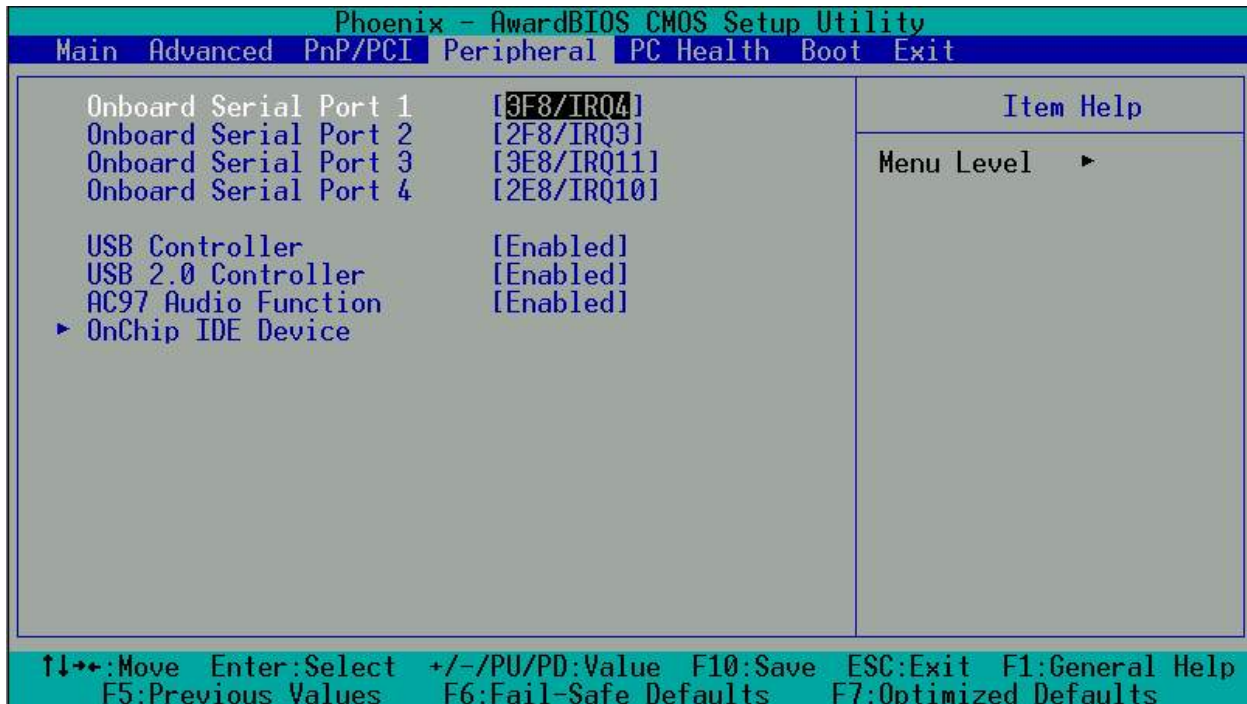 Phoenix - AwardBIOS CMOS Setup Utility
Main Advanced PnP/PCI Peripheral PC Health Boot Exit
Onboard Serial Port 1 [3F8/IRQ4]
Onboard Serial Port 2 [2F8/IRQ3]
Onboard Serial Port 3 [3E8/IRQ11]
Onboard Serial Port 4 [2E8/IRQ10]
USB Controller [Enabled]
USB 2.0 Controller [Enabled]
AC97 Audio Function [Enabled]
► OnChip IDE Device
Item Help
Menu Level ►
↑↓→←:Move Enter:Select +/-/PU/PD:Value F10:Save ESC:Exit F1:General Help
F5:Previous Values F6:Fail-Safe Defaults F7:Optimized Defaults